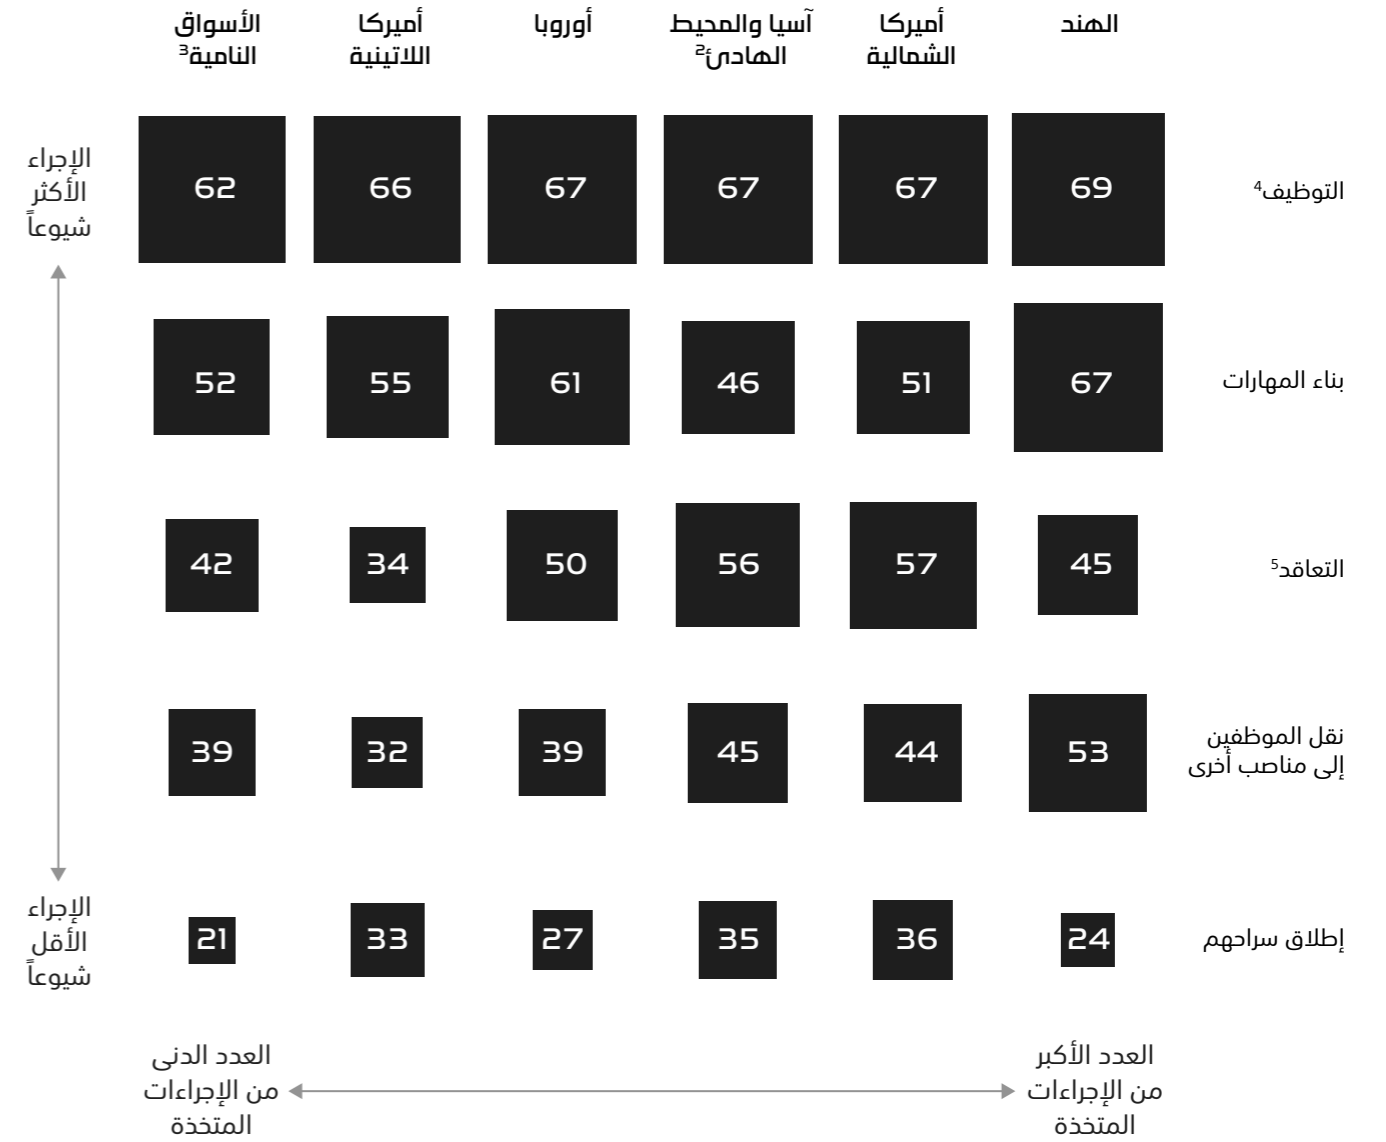 الهند
أميركا
الشمالية
آسيا والمحيط
الهادئ²
أوروبا
أميركا
اللاتينية
الأسواق
النامية³
الإجراء
الأكثر
شيوعاً
التوظيف⁴
69
67
67
67
66
62
بناء المهارات
67
51
46
61
55
52
التعاقد⁵
45
57
56
50
34
42
نقل الموظفين
إلى مناصب أخرى
53
44
45
39
32
39
إطلاق سراحهم
24
36
35
27
33
21
الإجراء
الأقل
شيوعاً
العدد الأكبر
من الإجراءات
المتخذة
العدد الدنى
من الإجراءات
المتخذة